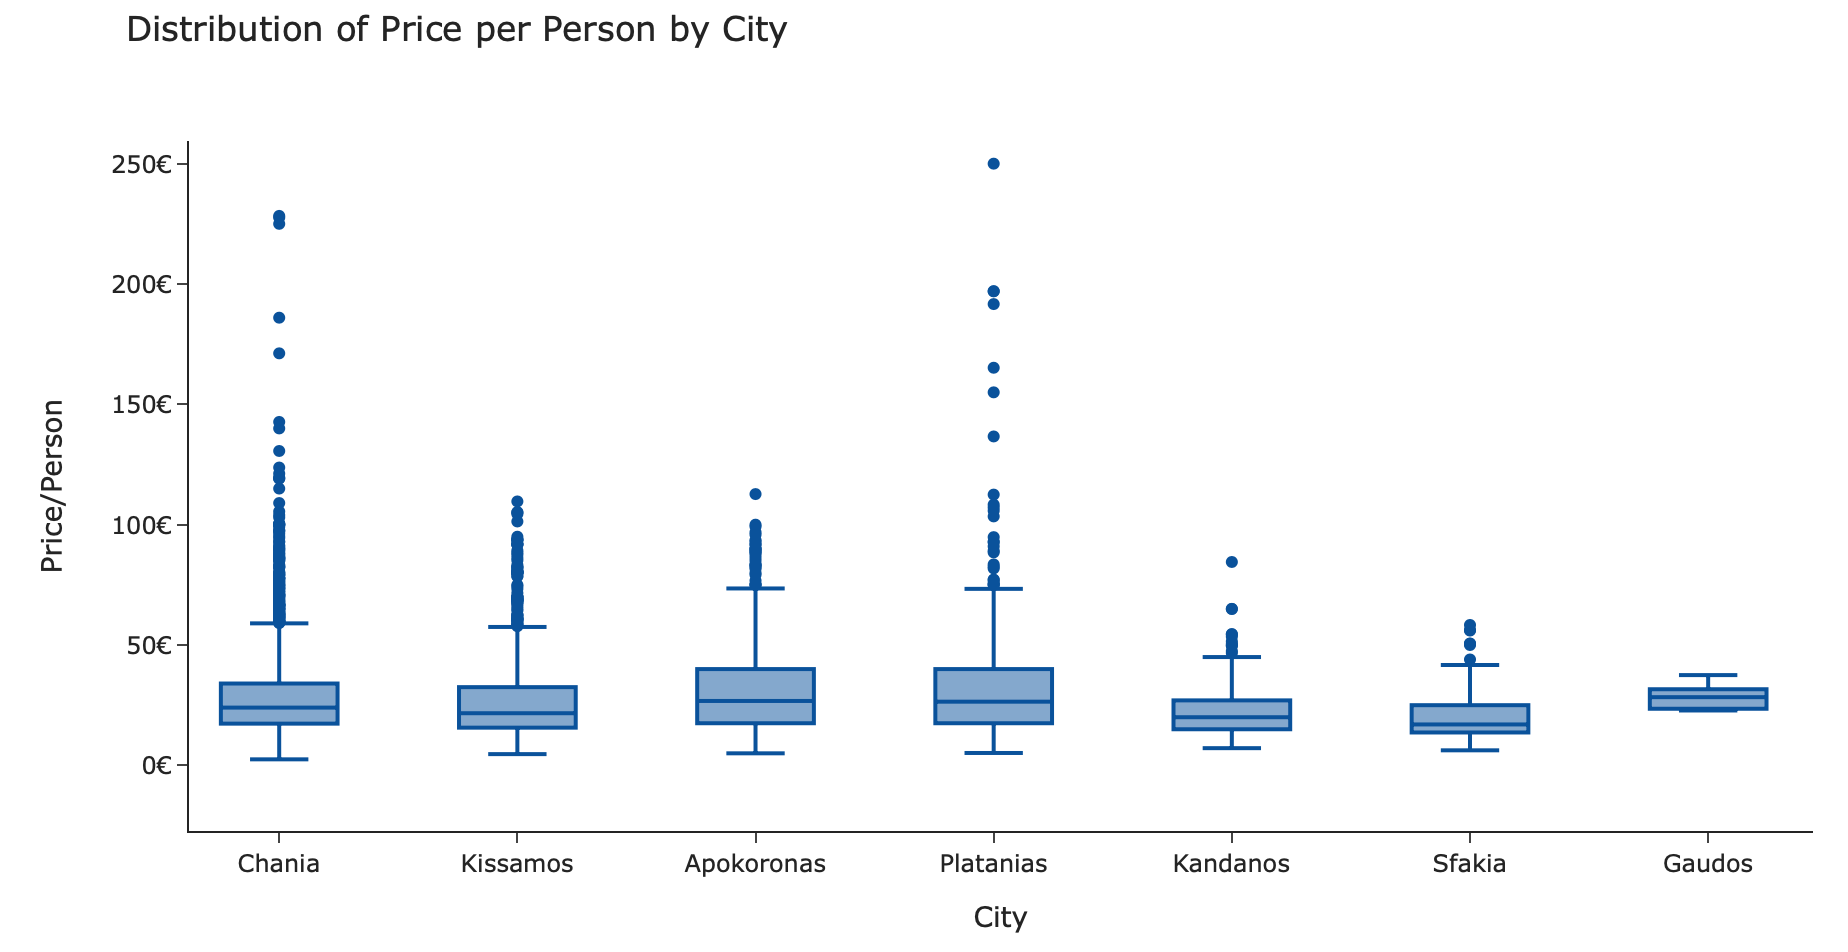 Distribution of Price per Person by City
Price/Person
250€
200€
150€
100€
50€
0€
Chania Kissamos Apokoronas Platanias Kandanos Sfakia Gaudos
City